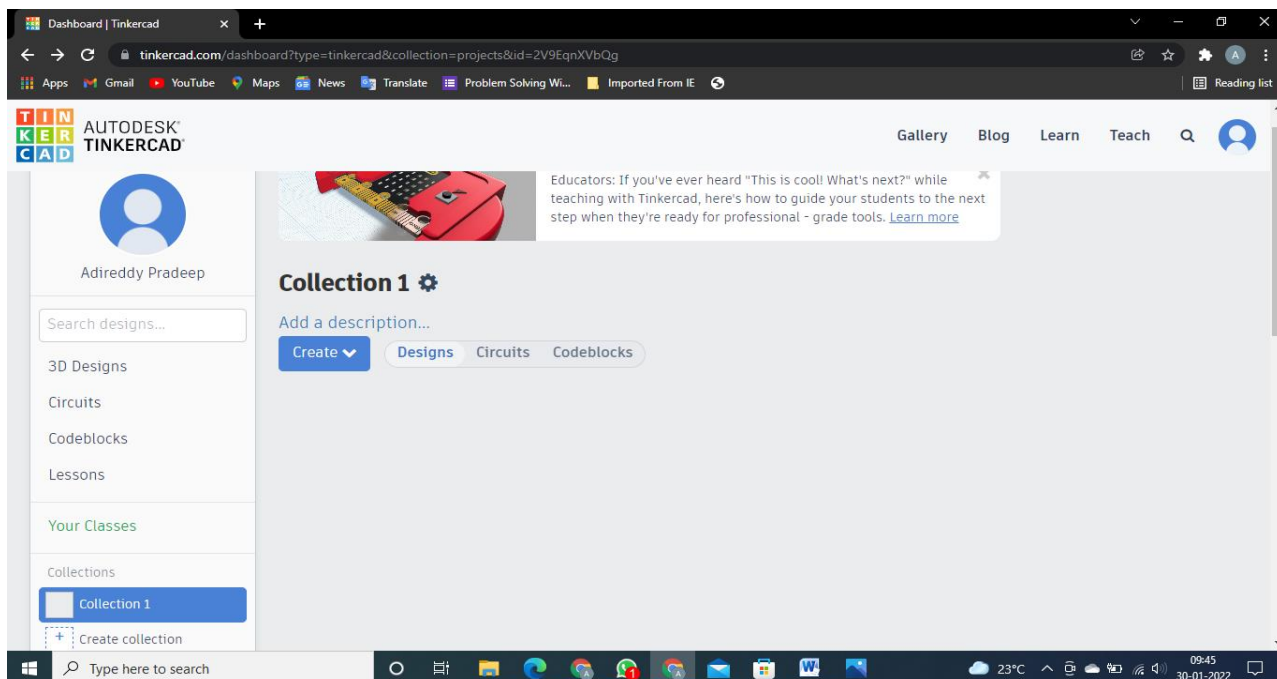 Dashboard | Tinkercad
tinkercad.com/dashboard?type=tinkercad&collection=projects&id=2V9EqnXVbQg
A
Apps Gmail YouTube Maps News Translate Problem Solving Wi... Imported From IE Reading list
TIN
KER
CAD
AUTODESK®
TINKERCAD®
Gallery Blog Learn Teach
Educators: If you've ever heard "This is cool! What's next?" while
teaching with Tinkercad, here's how to guide your students to the next
step when they're ready for professional - grade tools. Learn more
Adireddy Pradeep
Search designs...
3D Designs
Circuits
Codeblocks
Lessons
Your Classes
Collections
Collection 1
+ Create collection
Collection 1
Add a description...
Create Designs Circuits Codeblocks
Type here to search
23°C
09:45
30-01-2022